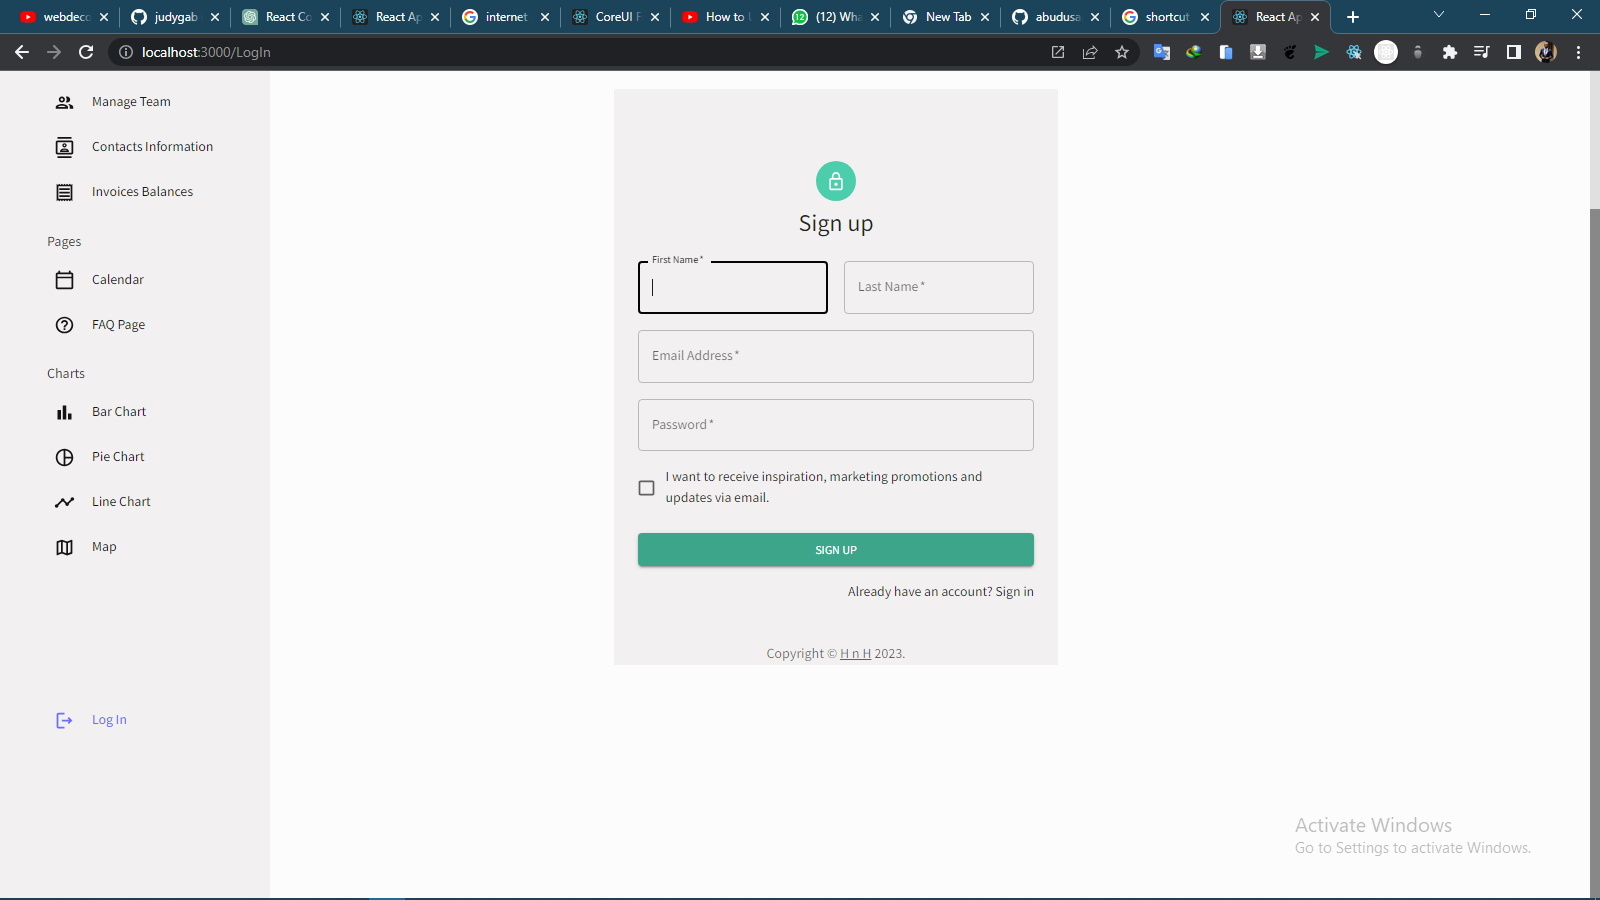 webdeco
judygab
React Co
React Ap
internet
CoreUI F
How to U
(12) Wha
New Tab
abudusa
shortcut
React Ap
localhost:3000/LogIn
Manage Team
Contacts Information
Invoices Balances
Pages
Calendar
FAQ Page
Charts
Bar Chart
Pie Chart
Line Chart
Map
Log In
Sign up
First Name *
Last Name *
Email Address *
Password *
I want to receive inspiration, marketing promotions and
updates via email.
SIGN UP
Already have an account? Sign in
Copyright © H n H 2023.
Activate Windows
Go to Settings to activate Windows.